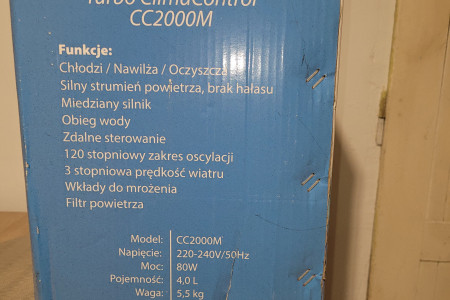 Turbo ClimaControl
CC2000M
Funkcje:
Chłodzi / Nawilża / Oczyszcza
Silny strumień powietrza, brak hałasu
Miedziany silnik
Obieg wody
Zdalne sterowanie
120 stopniowy zakres oscylacji
3 stopniowa prędkość wiatru
Wkłady do mrożenia
Filtr powietrza
Model: CC2000M
Napięcie: 220-240V/50Hz
Moc: 80W
Pojemność: 4,0 L
Waga: 5,5 kg